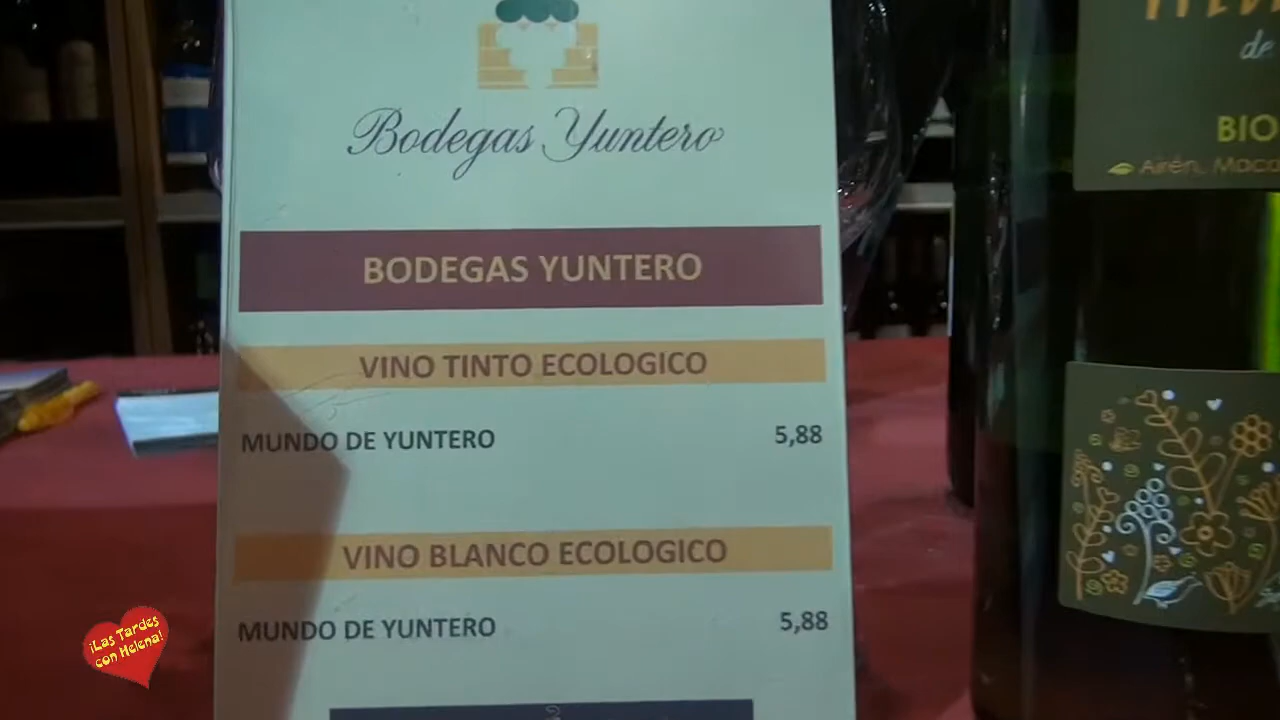 Bodegas Yuntero
BODEGAS YUNTERO
VINO TINTO ECOLOGICO
MUNDO DE YUNTERO 5,88
VINO BLANCO ECOLOGICO
MUNDO DE YUNTERO 5,88
de
BIO
Airén, Maca
¡Las Tardes
con Helena!